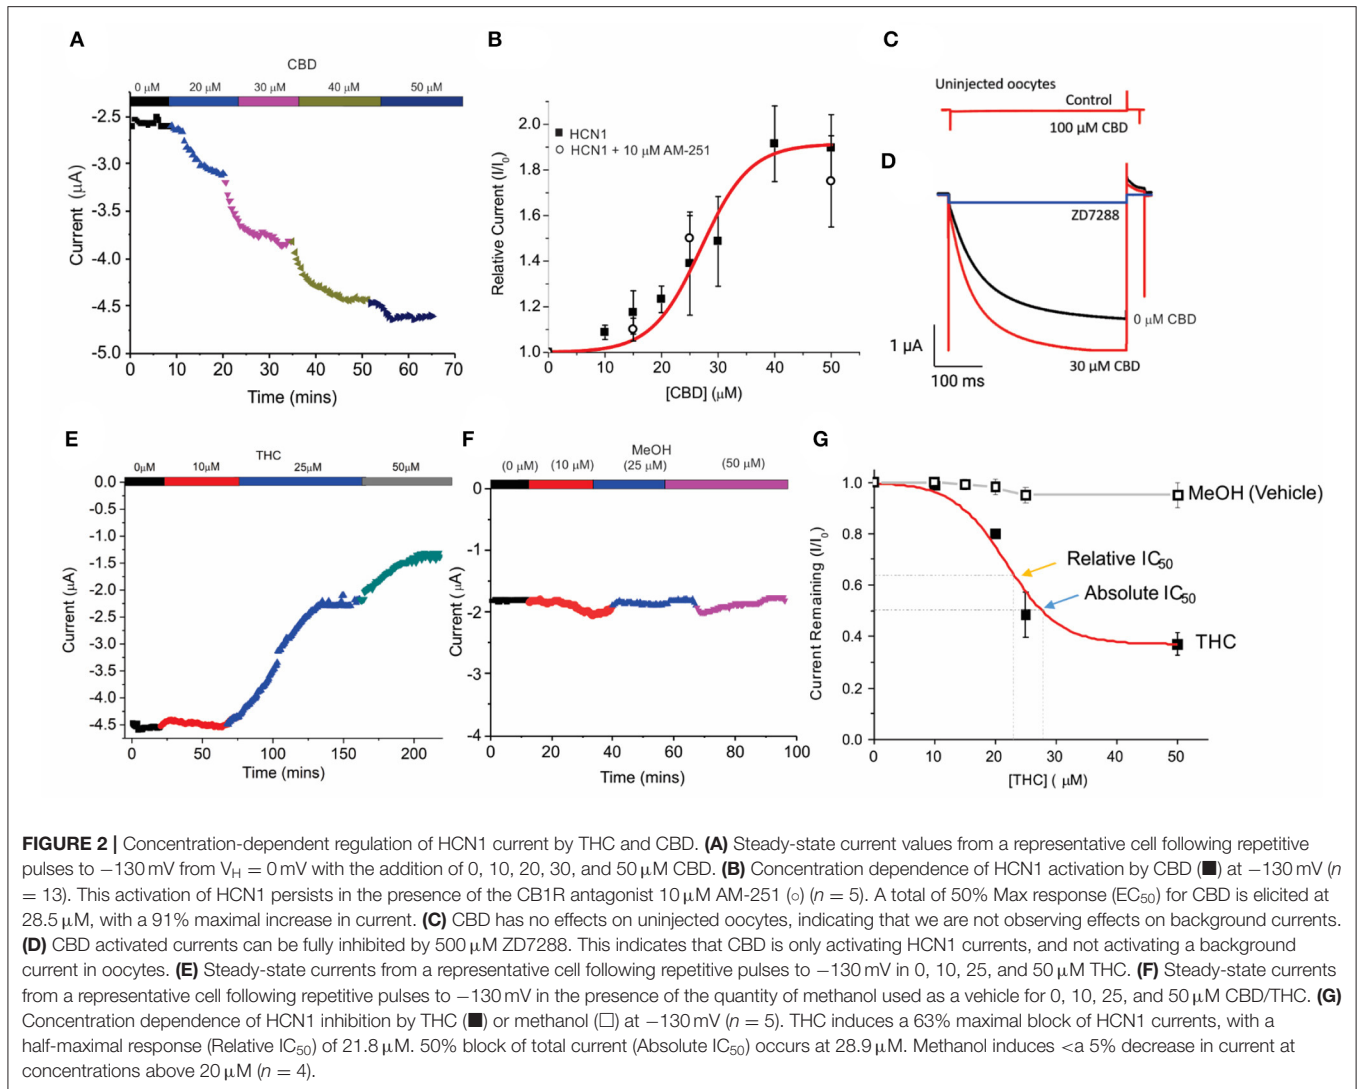 A
CBD
0 μM
20 μM
30 μM
40 μM
50 μM
-2.5
-3.0
-3.5
-4.0
-4.5
-5.0
Current (μA)
0
10
20
30
40
50
60
70
Time (mins)
B
2.0
1.8
1.6
1.4
1.2
1.0
Relative Current (I/I0)
HCN1
HCN1 + 10 μM AM-251
0
10
20
30
40
50
[CBD] (μM)
C
Uninjected oocytes
Control
100 μM CBD
D
ZD7288
0 μM CBD
30 μM CBD
1 μA
100 ms
E
THC
0μM
10μM
25μM
50μM
0.0
-0.5
-1.0
-1.5
-2.0
-2.5
-3.0
-3.5
-4.0
-4.5
Current (μA)
0
50
100
150
200
Time (mins)
F
MeOH
(0 μM)
(10 μM)
(25 μM)
(50 μM)
0
-1
-2
-3
-4
Current (μA)
0
20
40
60
80
100
Time (mins)
G
1.0
0.8
0.6
0.4
0.2
0.0
Current Remaining (I/I0)
MeOH (Vehicle)
Relative IC50
Absolute IC50
THC
0
10
20
30
40
50
[THC] ( μM)
FIGURE 2 | Concentration-dependent regulation of HCN1 current by THC and CBD. (A) Steady-state current values from a representative cell following repetitive
pulses to −130 mV from VH = 0 mV with the addition of 0, 10, 20, 30, and 50 μM CBD. (B) Concentration dependence of HCN1 activation by CBD (■) at −130 mV (n
= 13). This activation of HCN1 persists in the presence of the CB1R antagonist 10 μM AM-251 (○) (n = 5). A total of 50% Max response (EC50) for CBD is elicited at
28.5 μM, with a 91% maximal increase in current. (C) CBD has no effects on uninjected oocytes, indicating that we are not observing effects on background currents.
(D) CBD activated currents can be fully inhibited by 500 μM ZD7288. This indicates that CBD is only activating HCN1 currents, and not activating a background
current in oocytes. (E) Steady-state currents from a representative cell following repetitive pulses to −130 mV in 0, 10, 25, and 50 μM THC. (F) Steady-state currents
from a representative cell following repetitive pulses to −130 mV in the presence of the quantity of methanol used as a vehicle for 0, 10, 25, and 50 μM CBD/THC. (G)
Concentration dependence of HCN1 inhibition by THC (■) or methanol (□) at −130 mV (n = 5). THC induces a 63% maximal block of HCN1 currents, with a
half-maximal response (Relative IC50) of 21.8 μM. 50% block of total current (Absolute IC50) occurs at 28.9 μM. Methanol induces <a 5% decrease in current at
concentrations above 20 μM (n = 4).